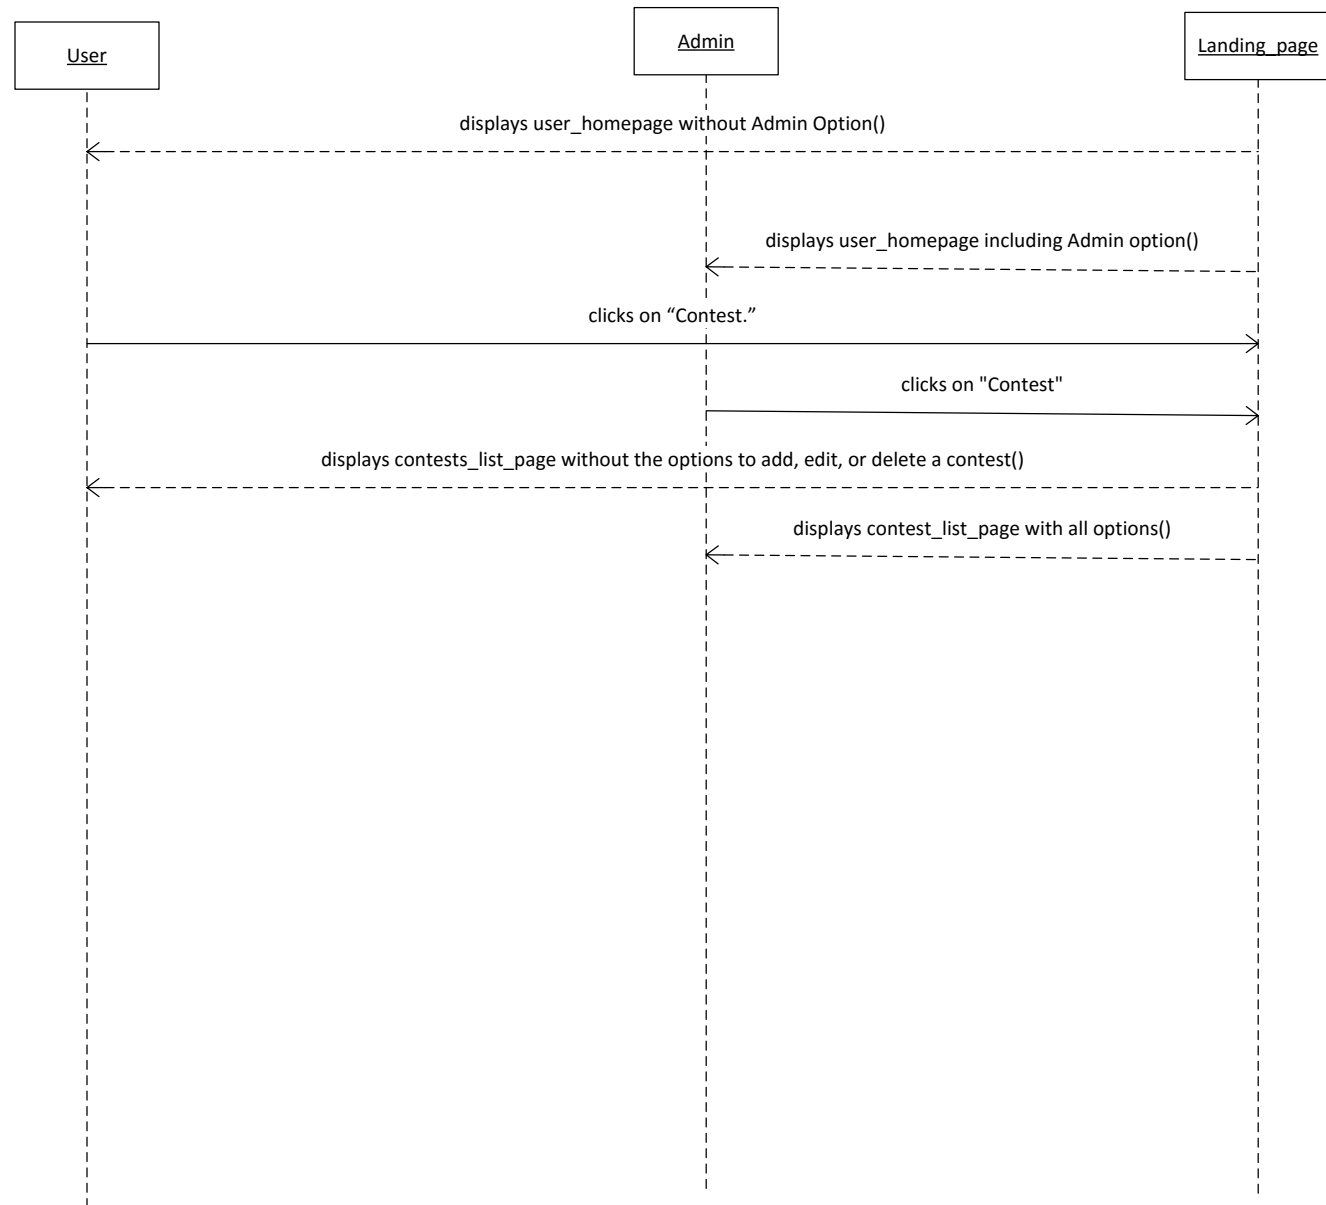 User
Admin
Landing_page
displays user_homepage without Admin Option()
displays user_homepage including Admin option()
clicks on “Contest.”
clicks on "Contest"
displays contests_list_page without the options to add, edit, or delete a contest()
displays contest_list_page with all options()